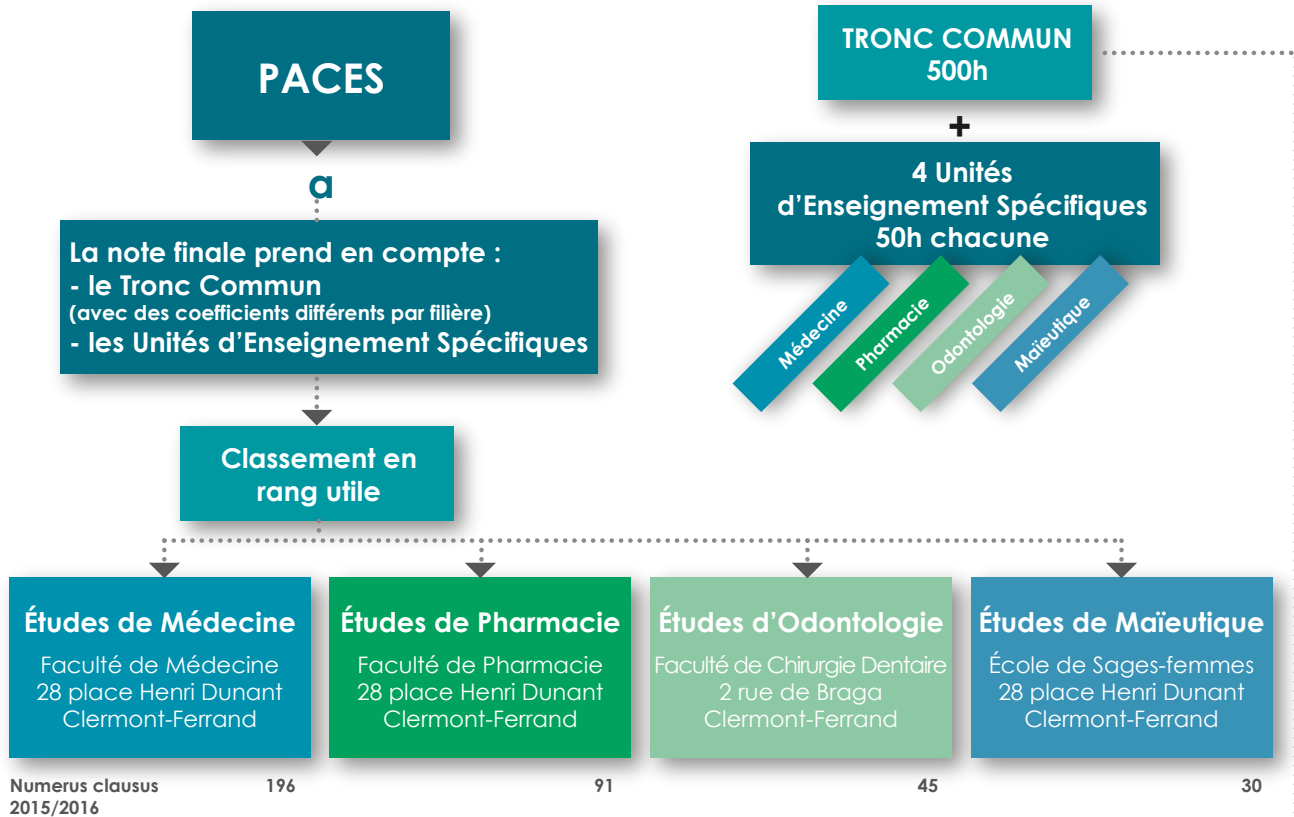 PACES
a
La note finale prend en compte :
- le Tronc Commun
(avec des coefficients différents par filière)
- les Unités d'Enseignement Spécifiques
Classement en
rang utile
TRONC COMMUN
500h
+
4 Unités
d'Enseignement Spécifiques
50h chacune
Médecine
Pharmacie
Odontologie
Maïeutique
Études de Médecine
Faculté de Médecine
28 place Henri Dunant
Clermont-Ferrand
Études de Pharmacie
Faculté de Pharmacie
28 place Henri Dunant
Clermont-Ferrand
Études d'Odontologie
Faculté de Chirurgie Dentaire
2 rue de Braga
Clermont-Ferrand
Études de Maïeutique
École de Sages-femmes
28 place Henri Dunant
Clermont-Ferrand
Numerus clausus 196 91 45 30
2015/2016